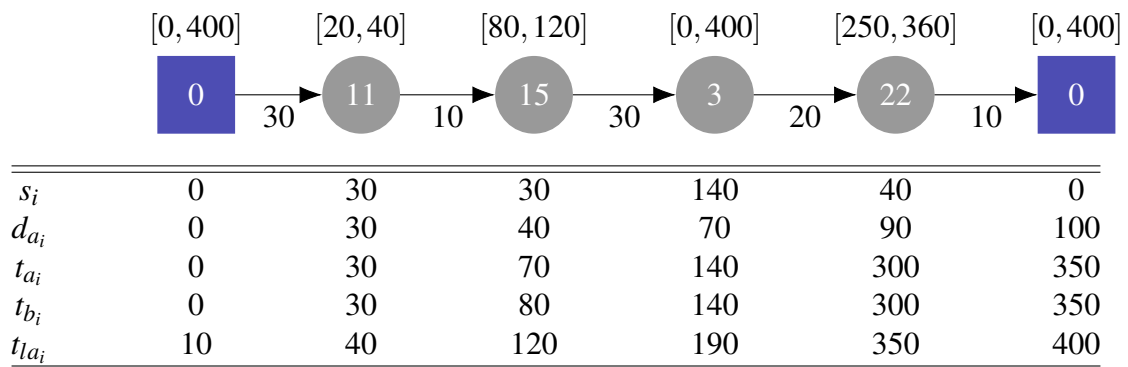 [0,400] [20,40] [80,120] [0,400] [250,360] [0,400]
0 11 15 3 22 0
30 10 30 20 10
s_i 0 30 30 140 40 0
d_{a_i} 0 30 40 70 90 100
t_{a_i} 0 30 70 140 300 350
t_{b_i} 0 30 80 140 300 350
t_{la_i} 10 40 120 190 350 400